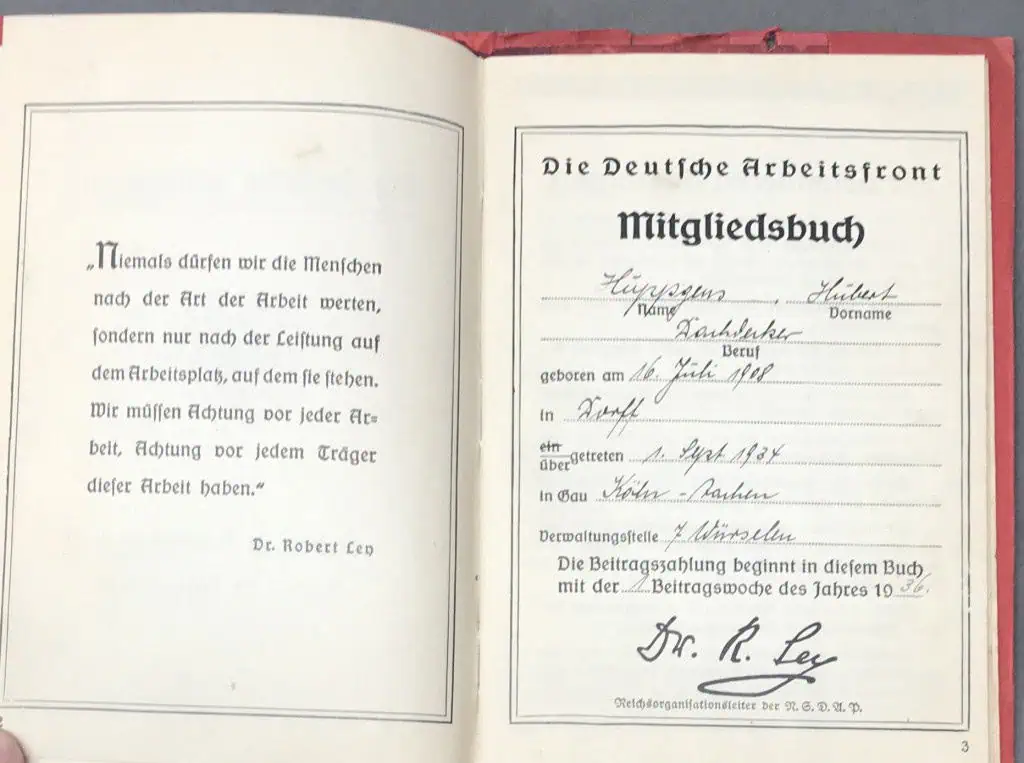 „Niemals dürfen wir die Menschen
nach der Art der Arbeit werten,
sondern nur nach der Leistung auf
dem Arbeitsplatz, auf dem sie stehen.
Wir müssen Achtung vor jeder Ar=
beit, Achtung vor jedem Träger
dieser Arbeit haben.“
Dr. Robert Ley
Die Deutsche Arbeitsfront
Mitgliedsbuch
Hüppgens, Hubert
Name Vorname
Dachdecker
Beruf
geboren am 16. Juli 1908
in Dorff
ein
übergetreten 1. Sept 1934
in Gau Köln-Aachen
Verwaltungsstelle 7 Würselen
Die Beitragszahlung beginnt in diesem Buch
mit der 1 Beitragswoche des Jahres 1936.
Dr. R. Ley
Reichsorganisationsleiter der N. S. D. A. P.
3